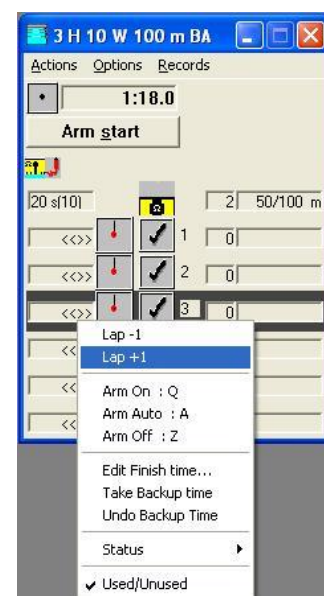 3 H 10 W 100 m BA
Actions Options Records
1:18.0
Arm start
20 s(10) 2 50/100 m
<<>> 1 0
<<>> 2 0
<<>> 3 0
<<
<<
<<
Lap -1
Lap +1
Arm On : Q
Arm Auto : A
Arm Off : Z
Edit Finish time...
Take Backup time
Undo Backup Time
Status
Used/Unused